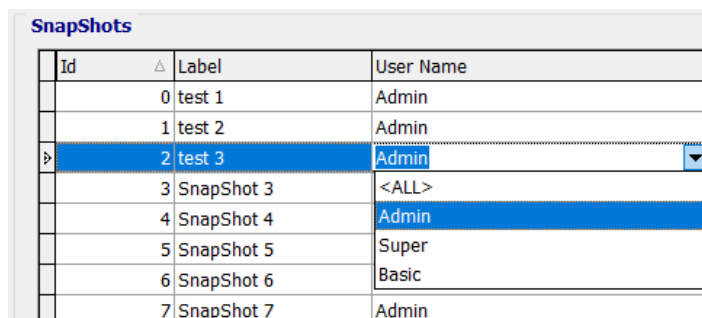 SnapShots
Id Label User Name
0 test 1 Admin
1 test 2 Admin
2 test 3 Admin
3 SnapShot 3 <ALL>
4 SnapShot 4 Admin
5 SnapShot 5 Super
6 SnapShot 6 Basic
7 SnapShot 7 Admin